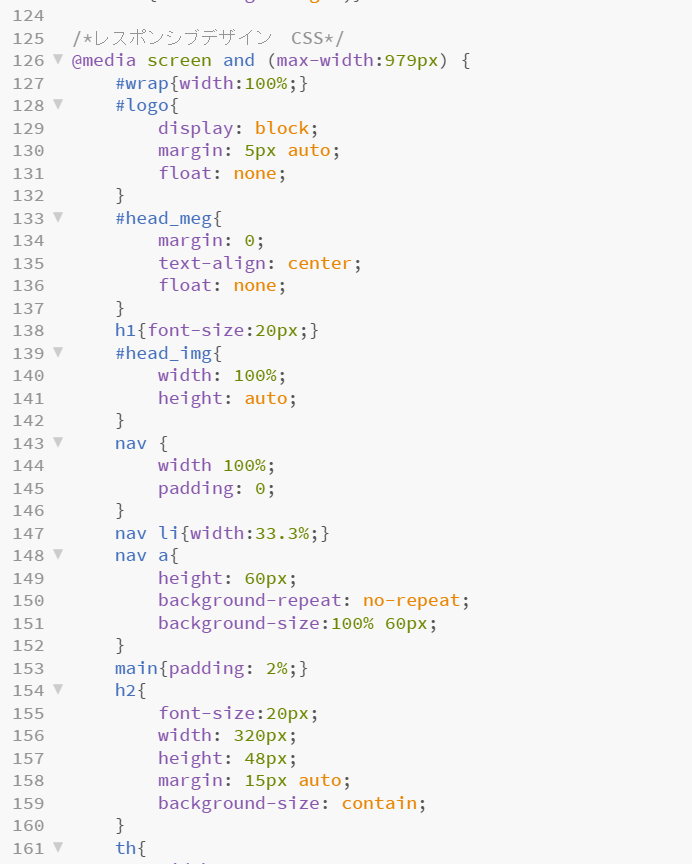 124
125 /*レスポンシブデザイン　CSS*/
126 ▼ @media screen and (max-width:979px) {
127     #wrap{width:100%;}
128 ▼     #logo{
129         display: block;
130         margin: 5px auto;
131         float: none;
132     }
133 ▼     #head_meg{
134         margin: 0;
135         text-align: center;
136         float: none;
137     }
138     h1{font-size:20px;}
139 ▼     #head_img{
140         width: 100%;
141         height: auto;
142     }
143 ▼     nav {
144         width 100%;
145         padding: 0;
146     }
147     nav li{width:33.3%;}
148 ▼     nav a{
149         height: 60px;
150         background-repeat: no-repeat;
151         background-size:100% 60px;
152     }
153     main{padding: 2%;}
154 ▼     h2{
155         font-size:20px;
156         width: 320px;
157         height: 48px;
158         margin: 15px auto;
159         background-size: contain;
160     }
161 ▼     th{